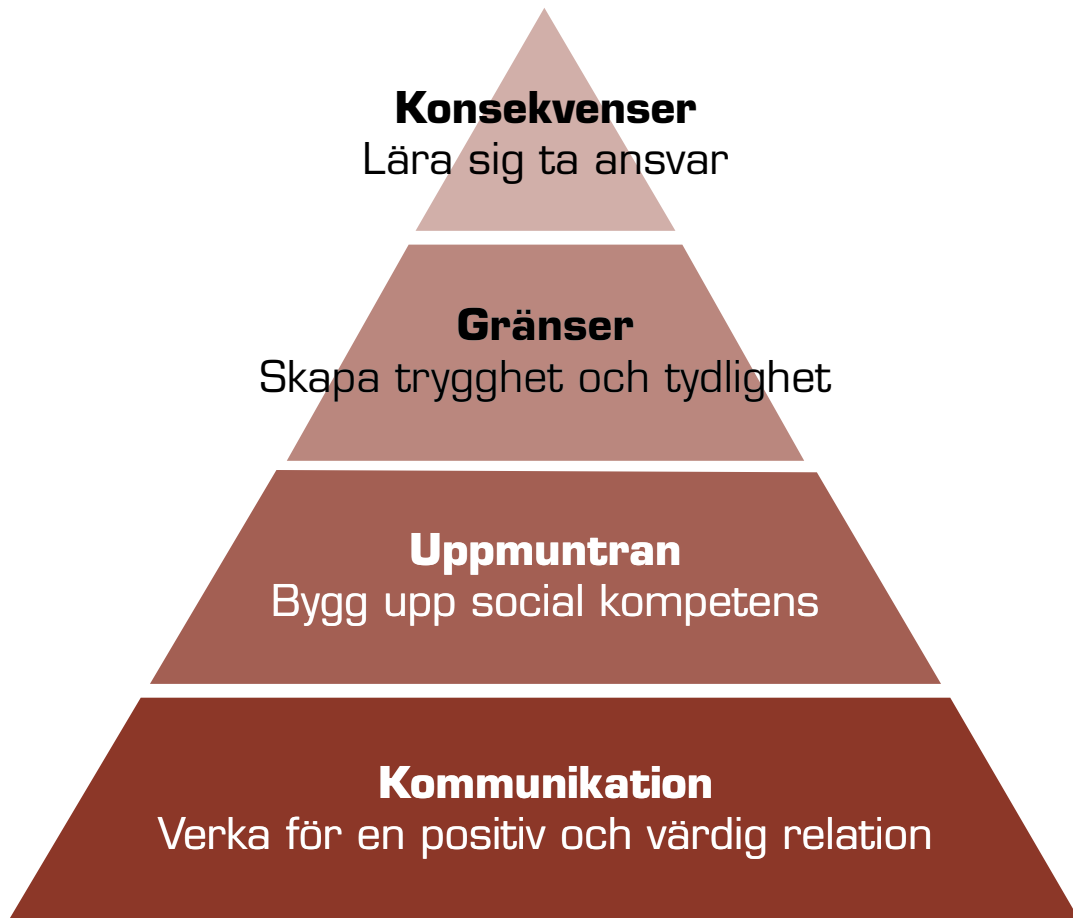 Konsekvenser
Lära sig ta ansvar
Gränser
Skapa trygghet och tydlighet
Uppmuntran
Bygg upp social kompetens
Kommunikation
Verka för en positiv och värdig relation